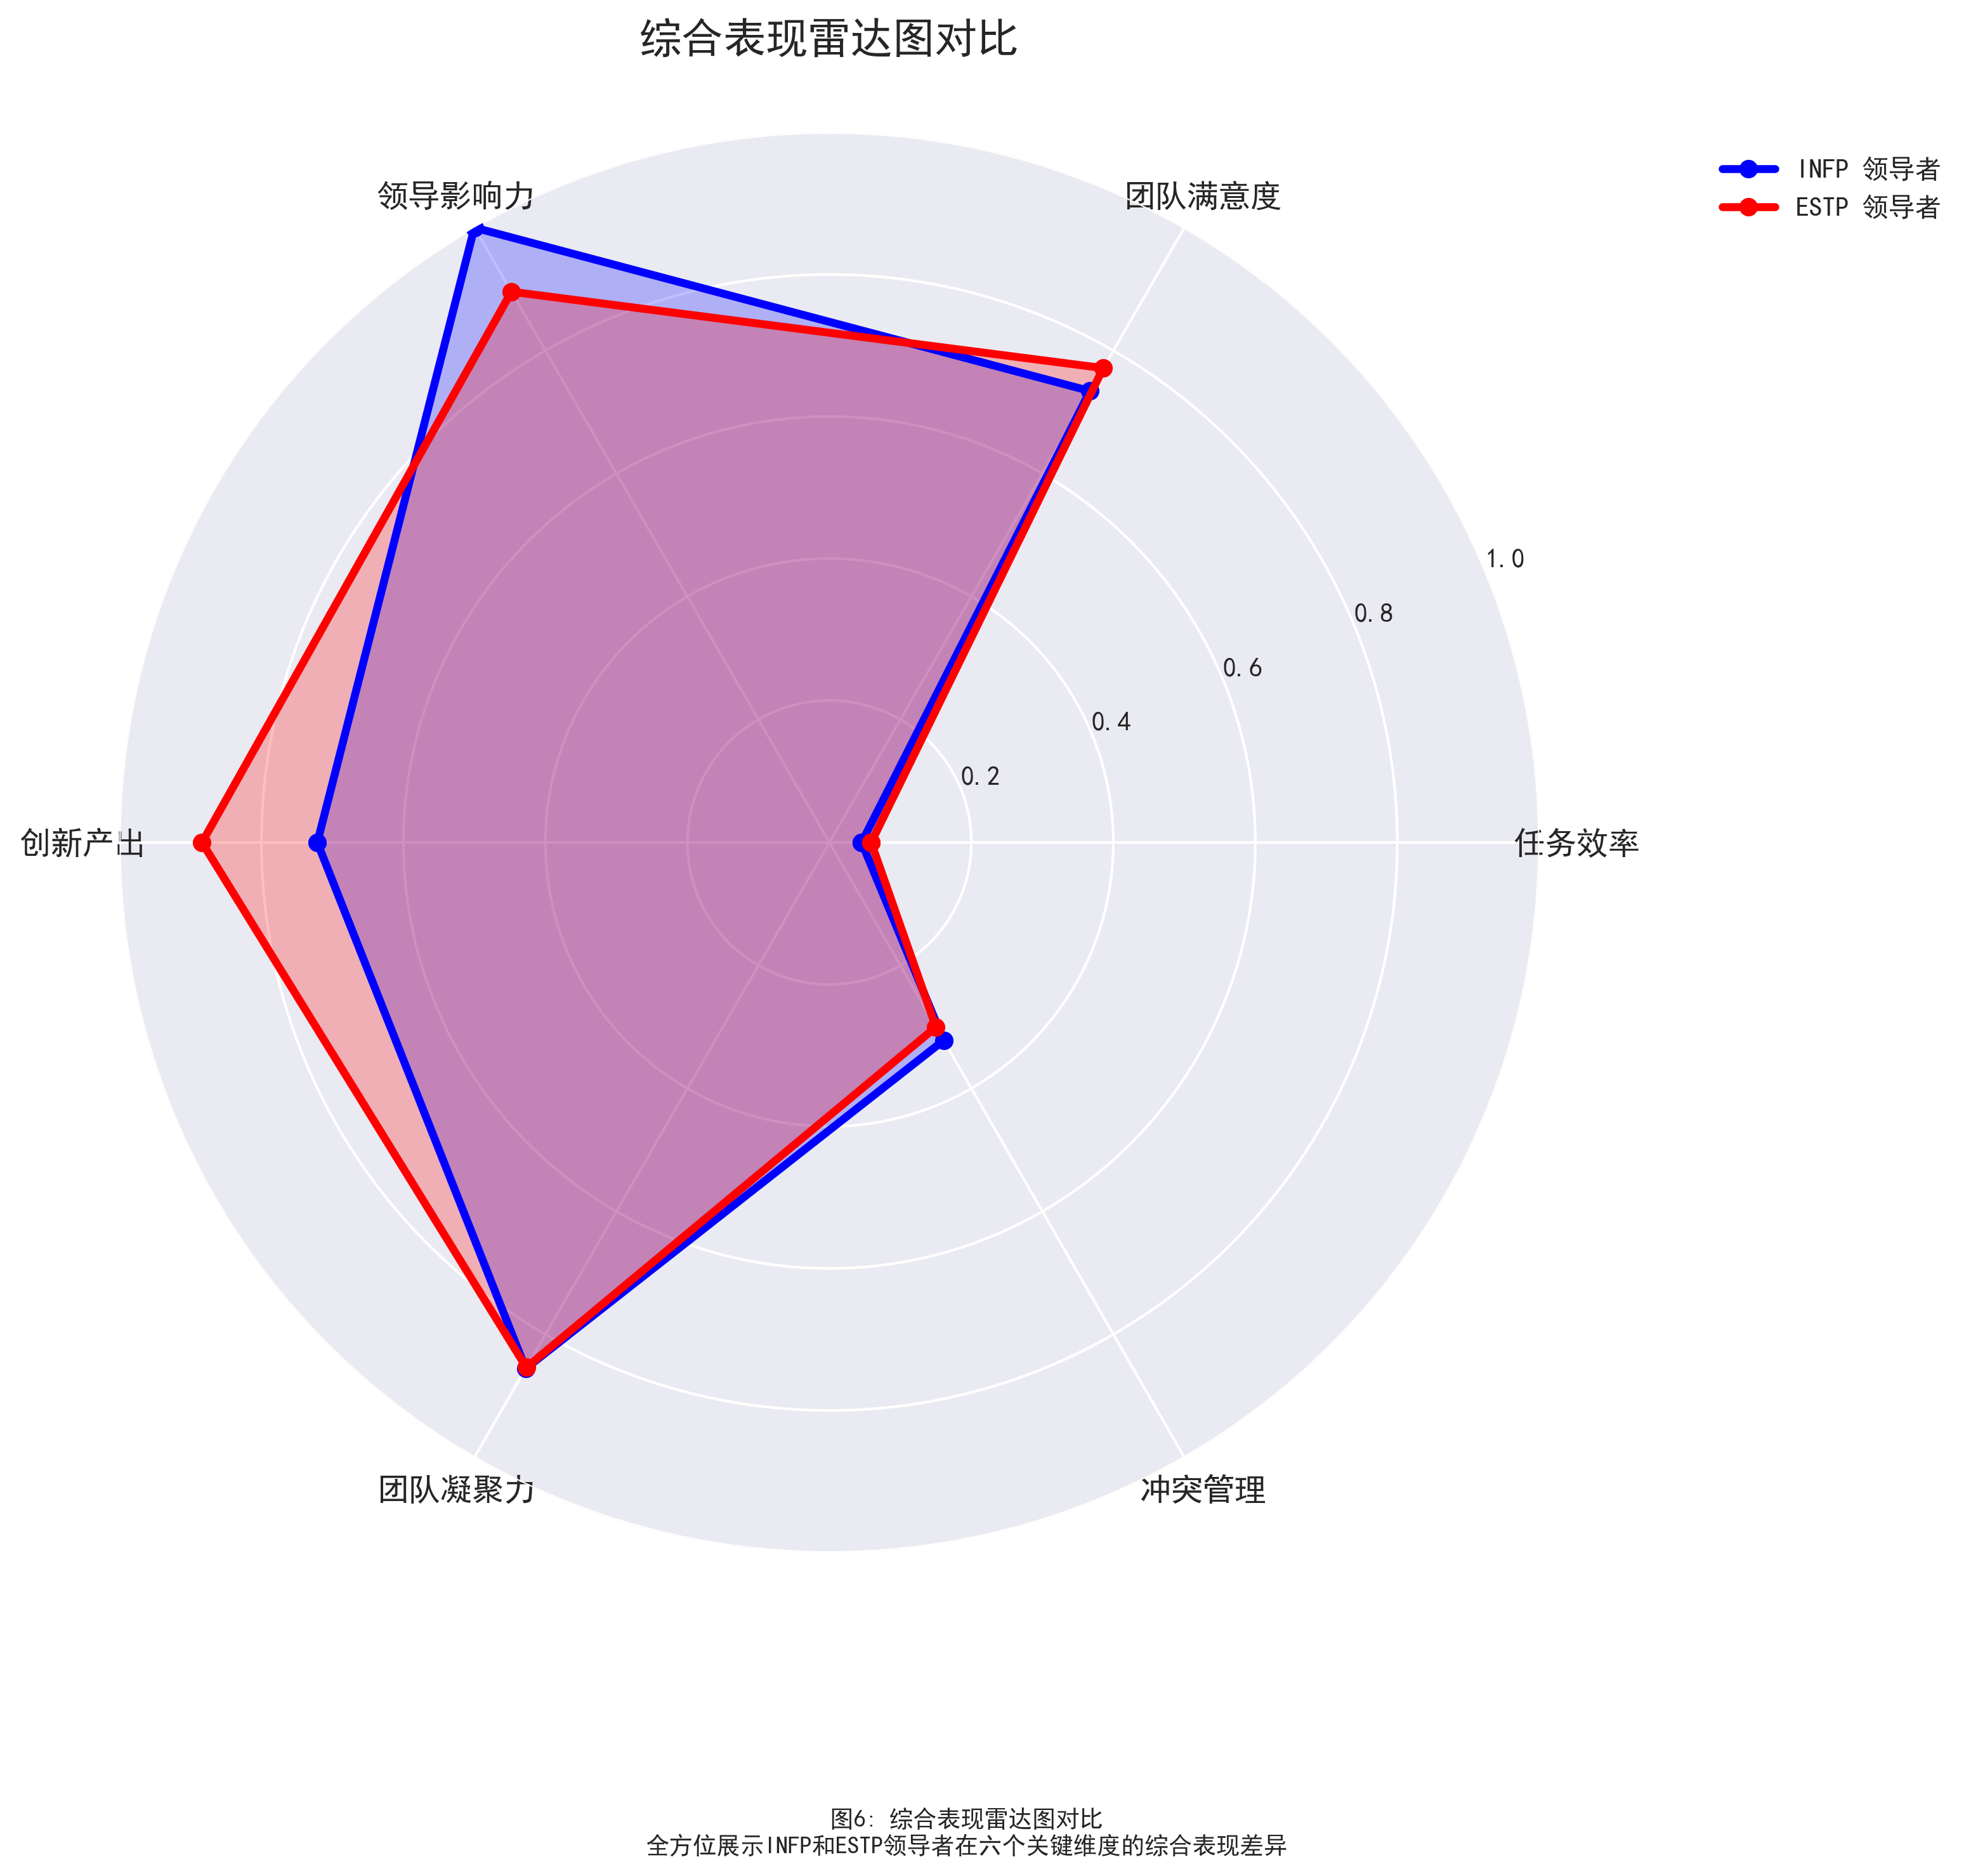 综合表现雷达图对比
INFP 领导者
ESTP 领导者
领导影响力
团队满意度
1.0
0.8
0.6
0.4
0.2
创新产出
任务效率
团队凝聚力
冲突管理
图6: 综合表现雷达图对比
全方位展示INFP和ESTP领导者在六个关键维度的综合表现差异